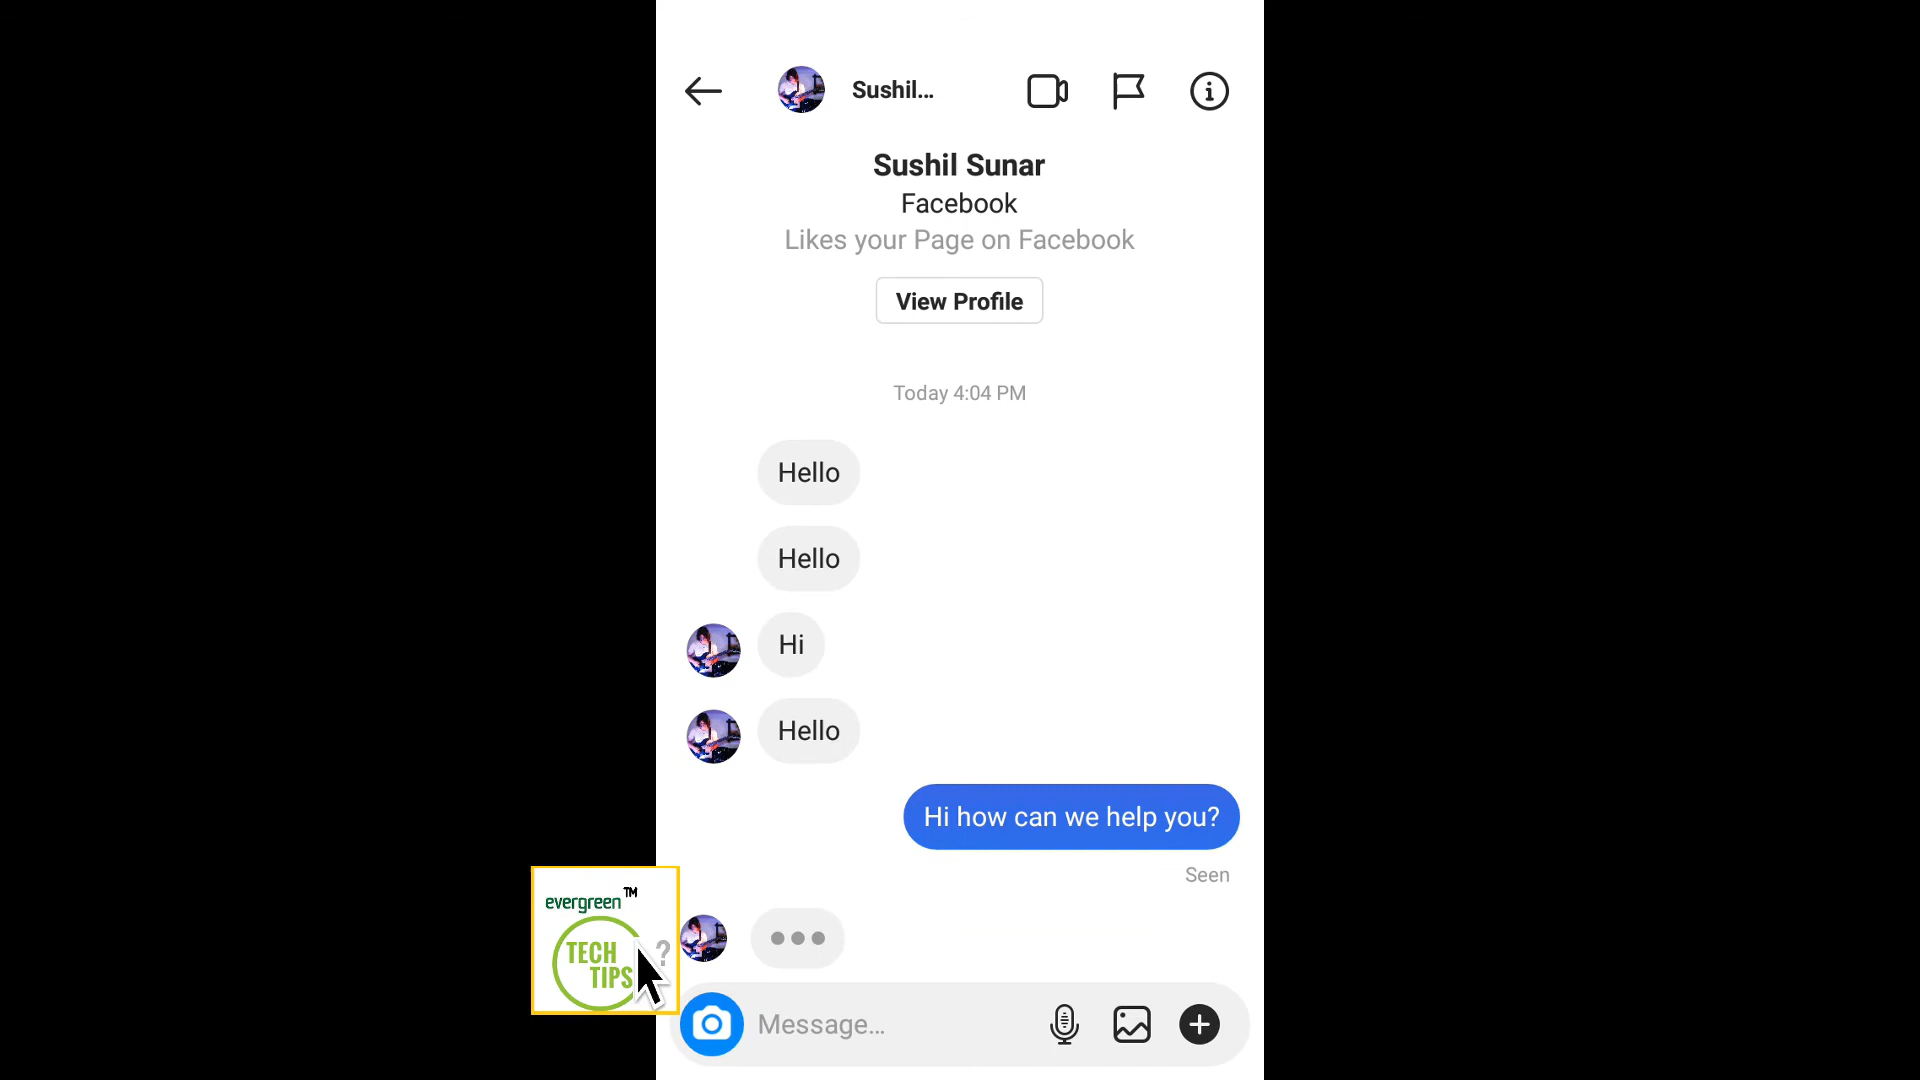 Sushil...
Sushil Sunar
Facebook
Likes your Page on Facebook
View Profile
Today 4:04 PM
Hello
Hello
Hi
Hello
Hi how can we help you?
Seen
evergreen™
TECH
TIPS
?
Message...